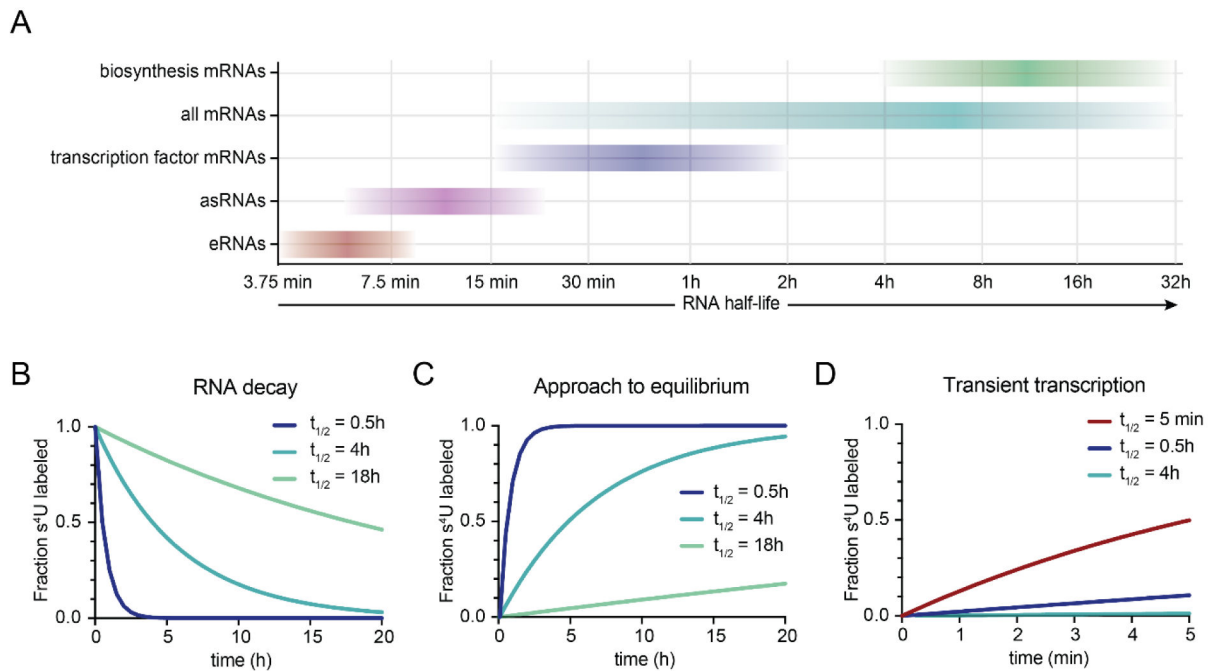 A
biosynthesis mRNAs
all mRNAs
transcription factor mRNAs
asRNAs
eRNAs
3.75 min 7.5 min 15 min 30 min 1h 2h 4h 8h 16h 32h
RNA half-life
B
RNA decay
Fraction s⁴U labeled
1.0
0.5
0.0
t1/2 = 0.5h
t1/2 = 4h
t1/2 = 18h
0 5 10 15 20
time (h)
C
Approach to equilibrium
Fraction s⁴U labeled
1.0
0.5
0.0
t1/2 = 0.5h
t1/2 = 4h
t1/2 = 18h
0 5 10 15 20
time (h)
D
Transient transcription
Fraction s⁴U labeled
1.0
0.5
0.0
t1/2 = 5 min
t1/2 = 0.5h
t1/2 = 4h
0 1 2 3 4 5
time (min)